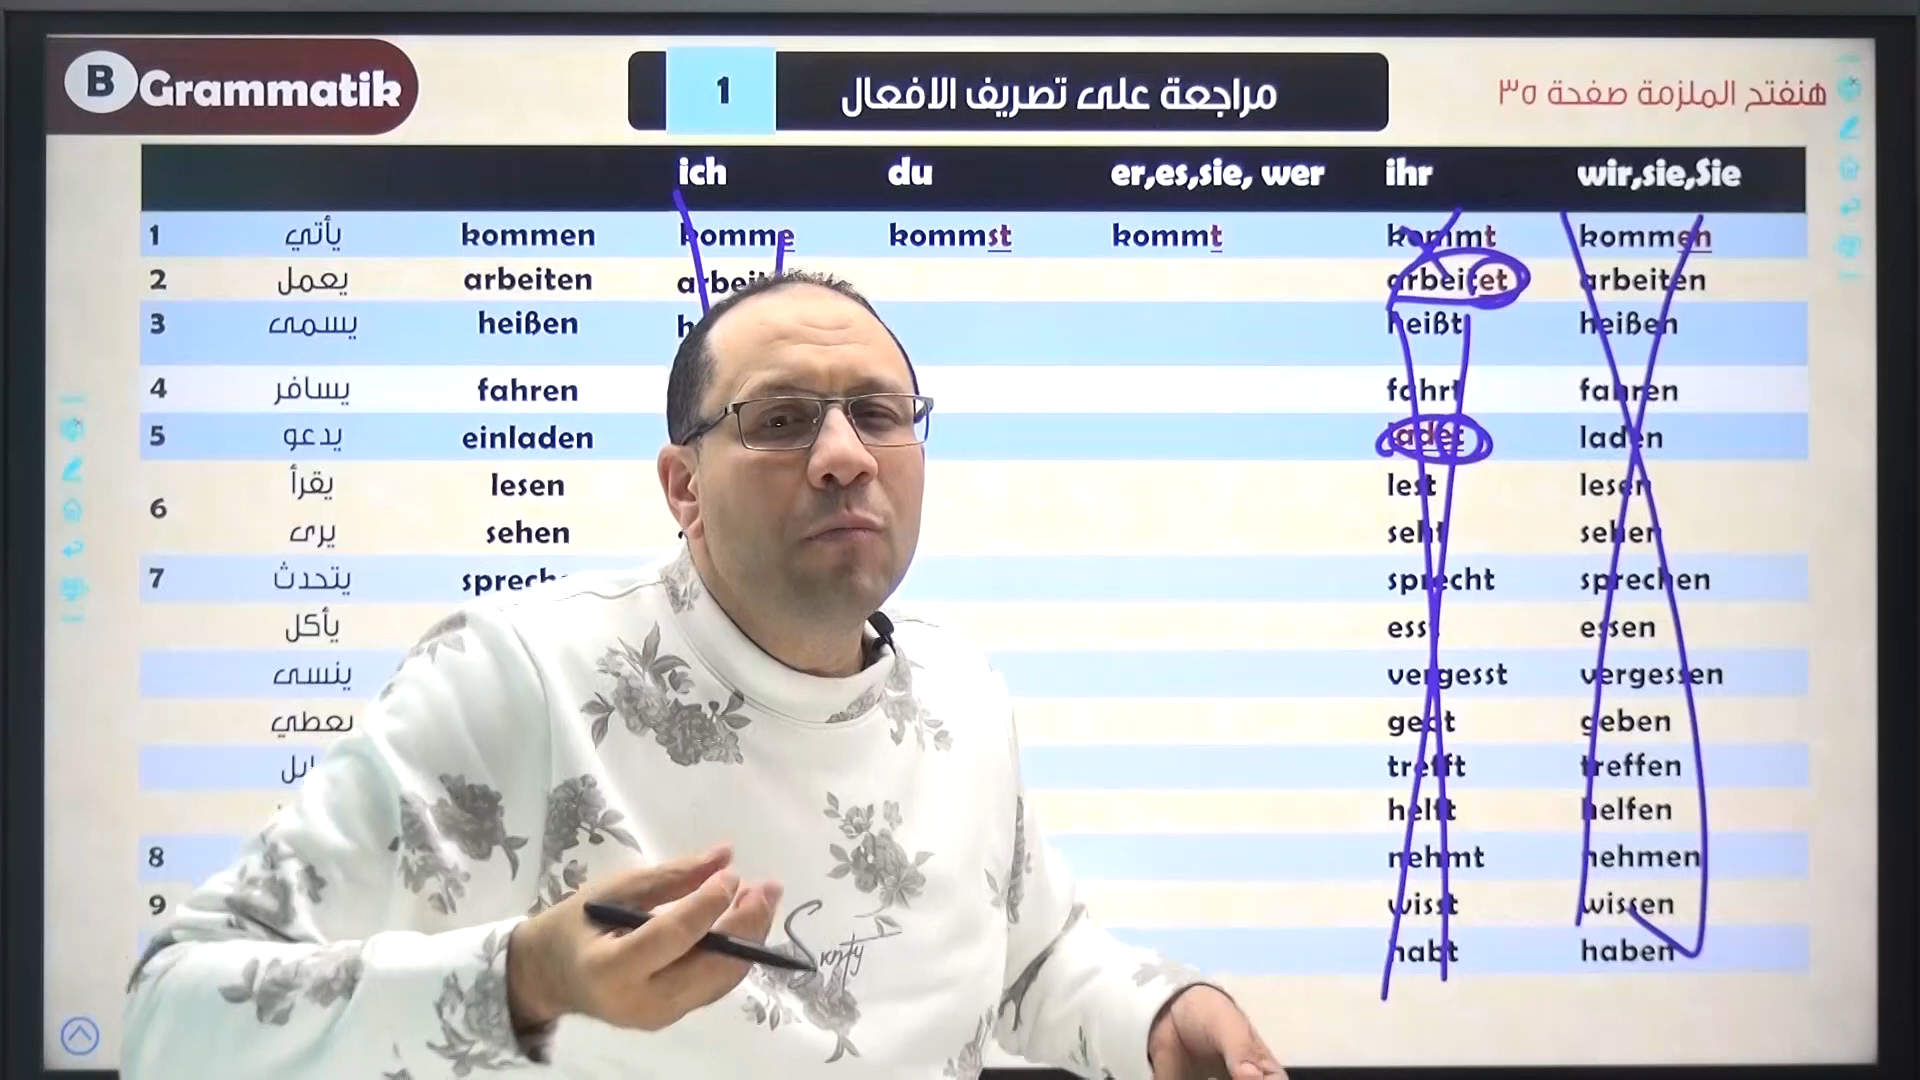 B Grammatik
1 مراجعة على تصريف الافعال
هنفتح الملزمة صفحة ٣٥
ich du er,es,sie, wer ihr wir,sie,Sie
1 يأتي kommen komme kommst kommt kommt kommen
2 يعمل arbeiten arbeitet arbeiten
3 يسمى heißen heißt heißen
4 يسافر fahren fahrt fahren
5 يدعو einladen ladet laden
يقرأ lesen lest lesen
6
يرى sehen seht sehen
7 يتحدث sprecht sprechen
يأكل esst essen
ينسى vergesst vergessen
يعطي gebt geben
trefft treffen
helft helfen
8 nehmt nehmen
9 wisst wissen
habt haben